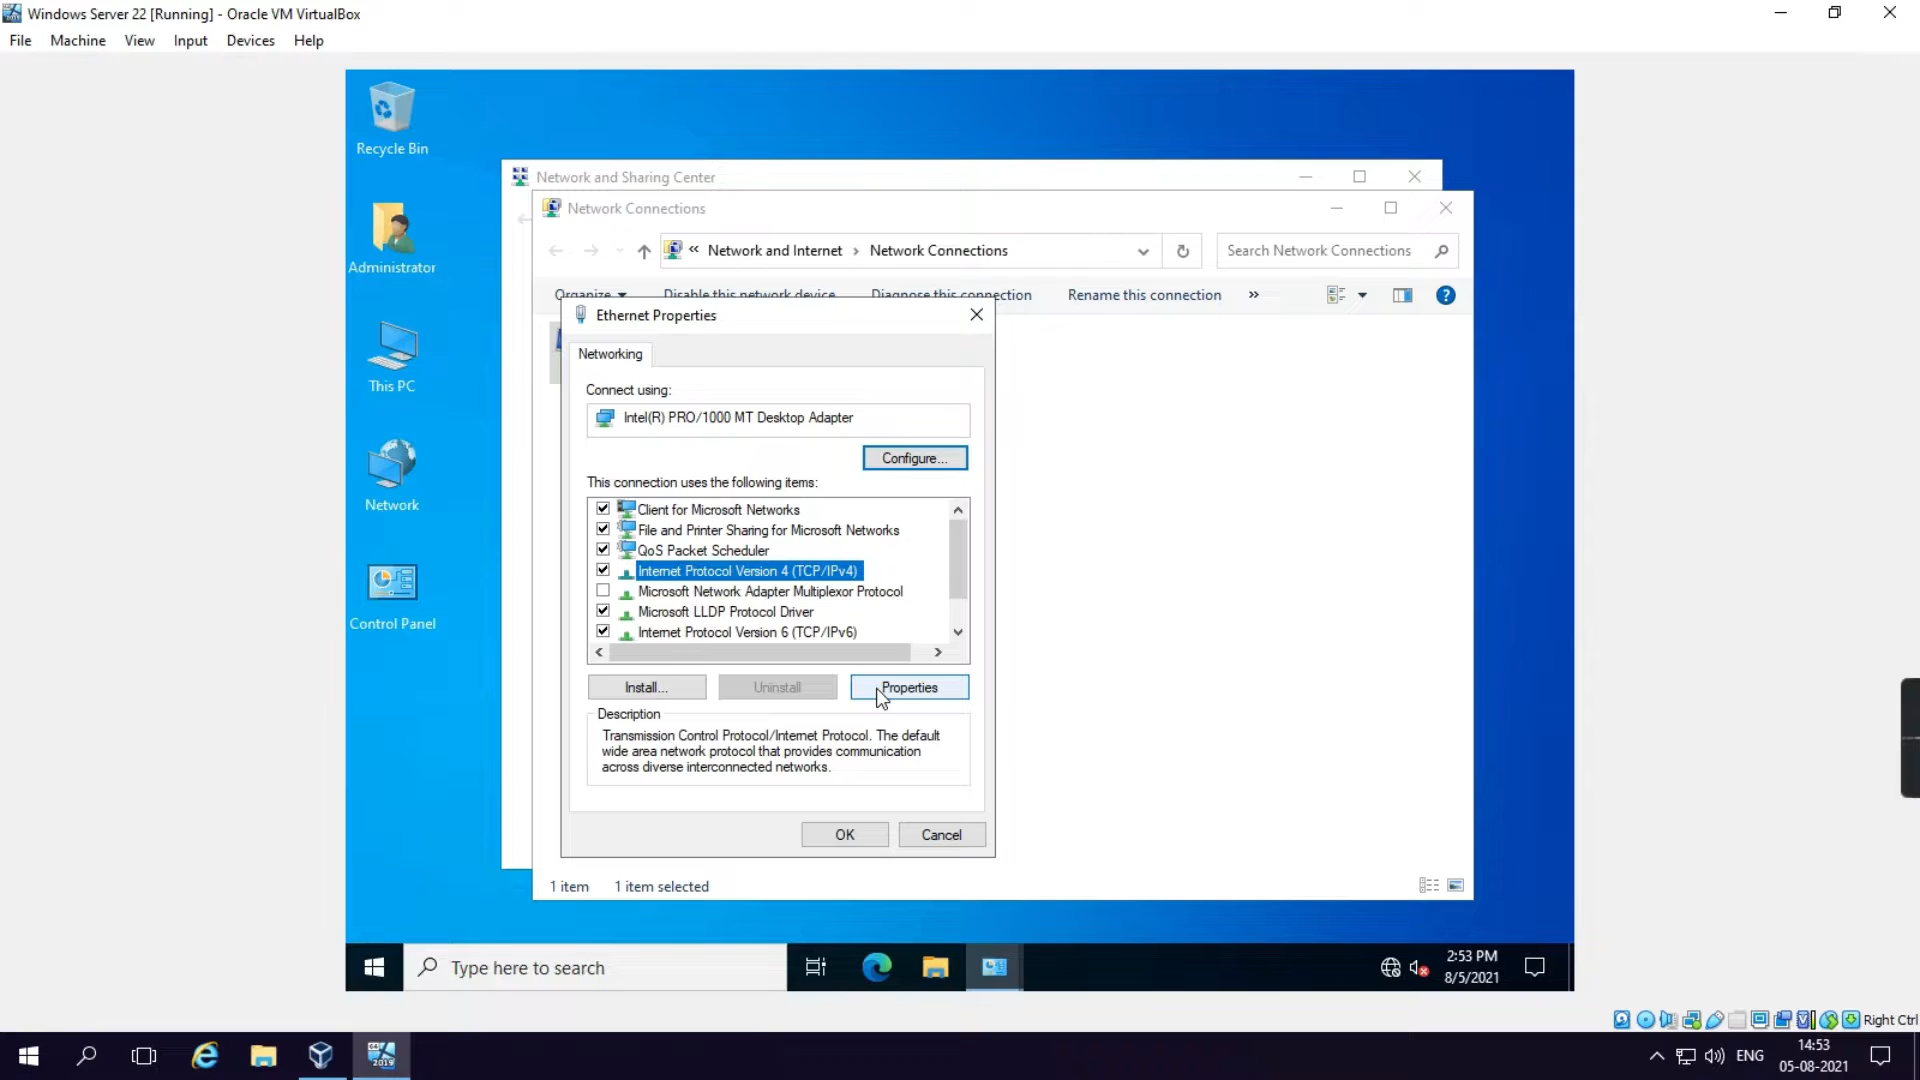 Windows Server 22 [Running] - Oracle VM VirtualBox
File Machine View Input Devices Help
Recycle Bin
Administrator
This PC
Network
Control Panel
Network and Sharing Center
Network Connections
« Network and Internet > Network Connections
Search Network Connections
Organize
Disable this network device
Diagnose this connection
Rename this connection
»
Ethernet Properties
Networking
Connect using:
Intel(R) PRO/1000 MT Desktop Adapter
Configure...
This connection uses the following items:
Client for Microsoft Networks
File and Printer Sharing for Microsoft Networks
QoS Packet Scheduler
Internet Protocol Version 4 (TCP/IPv4)
Microsoft Network Adapter Multiplexor Protocol
Microsoft LLDP Protocol Driver
Internet Protocol Version 6 (TCP/IPv6)
Install...
Uninstall
Properties
Description
Transmission Control Protocol/Internet Protocol. The default
wide area network protocol that provides communication
across diverse interconnected networks.
OK
Cancel
1 item 1 item selected
Type here to search
2:53 PM
8/5/2021
Right Ctrl
2019
ENG
14:53
05-08-2021